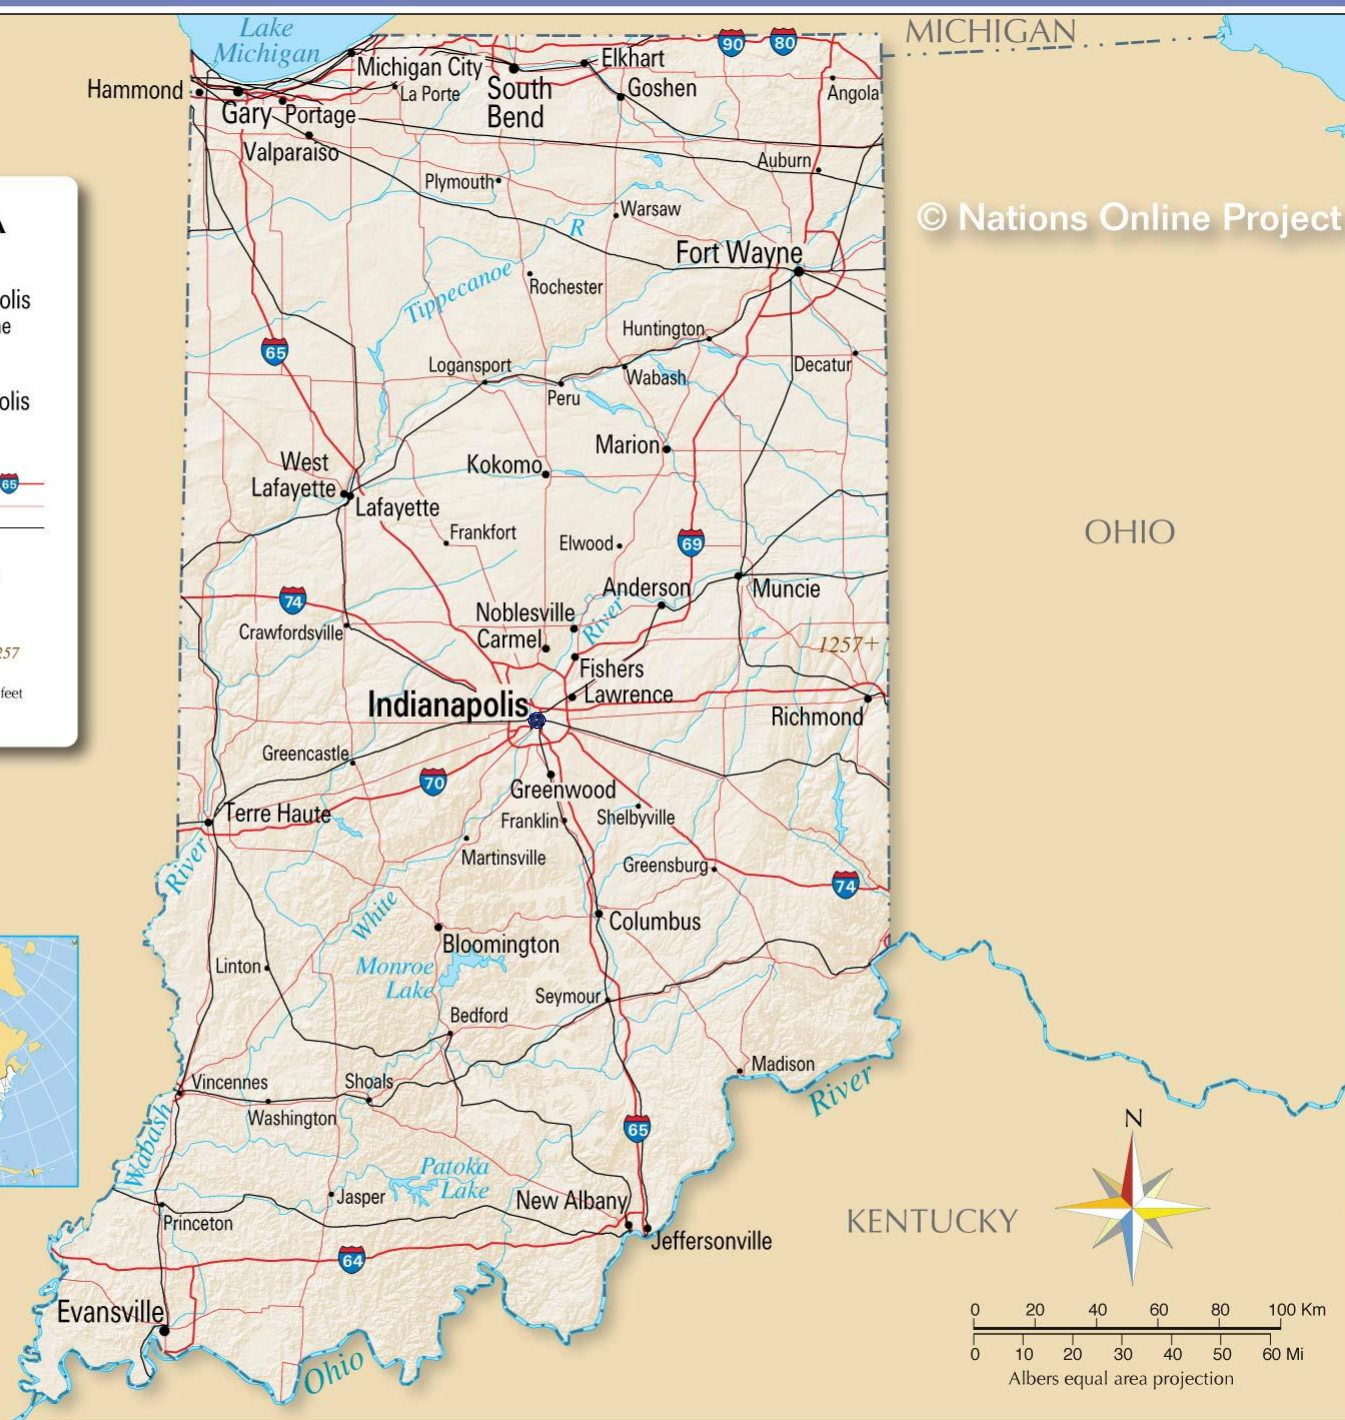 Lake
Michigan
MICHIGAN
90
80
Hammond
Michigan City
Elkhart
La Porte
South
Bend
Goshen
Angola
Gary
Portage
Valparaiso
Auburn
Plymouth
Warsaw
© Nations Online Project
R
Fort Wayne
Tippecanoe
Rochester
A
olis
Huntington
65
Logansport
Wabash
Decatur
Peru
olis
Marion
West
Lafayette
Kokomo
65
Lafayette
Frankfort
Elwood
69
OHIO
Anderson
Muncie
74
Noblesville
River
Crawfordsville
Carmel
1257+
257
Fishers
feet
Lawrence
Indianapolis
Richmond
Greencastle
70
Greenwood
Terre Haute
Franklin
Shelbyville
Martinsville
Greensburg
River
74
White
Columbus
Bloomington
Linton
Monroe
Lake
Seymour
Bedford
Madison
Vincennes
Shoals
River
Washington
Wabash
65
N
Patoka
Lake
Jasper
New Albany
Princeton
KENTUCKY
Jeffersonville
64
Evansville
Ohio
0 20 40 60 80 100 Km
0 10 20 30 40 50 60 Mi
Albers equal area projection